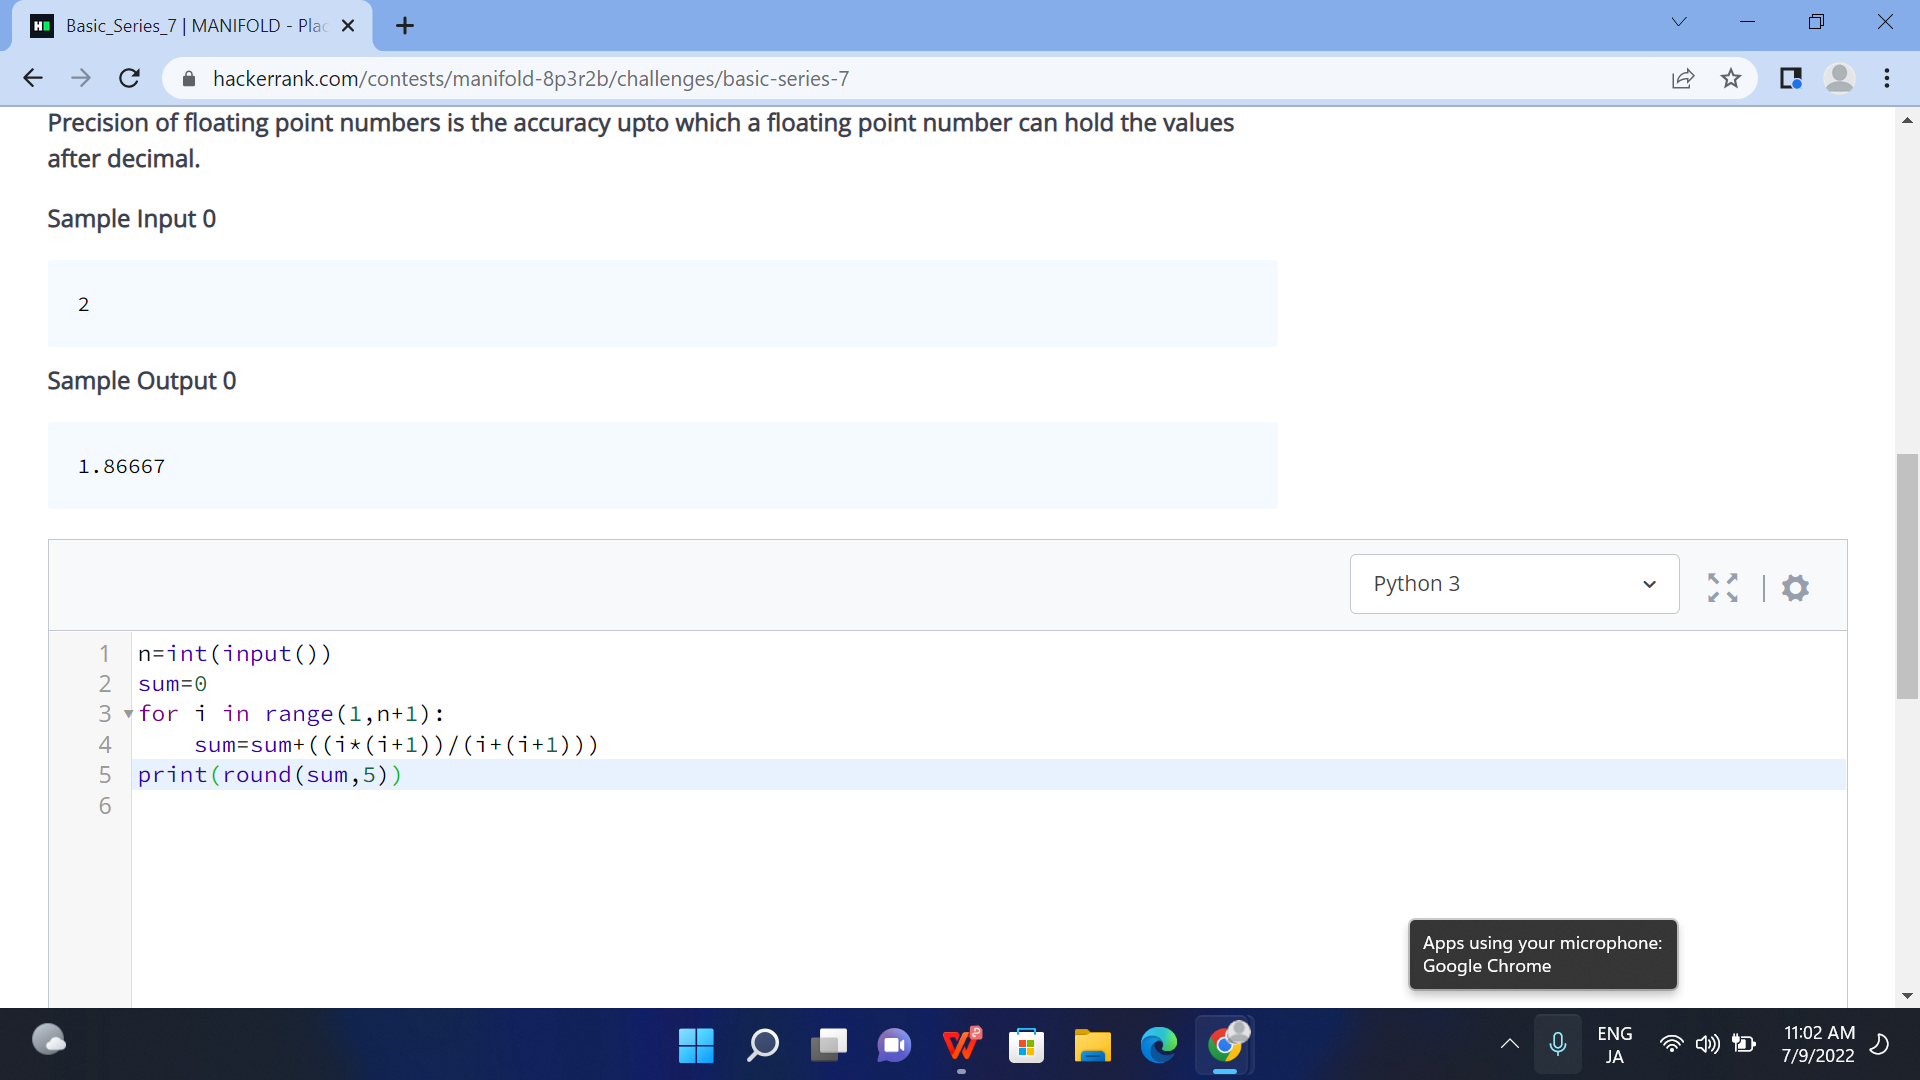 Basic_Series_7 | MANIFOLD - Plac
hackerrank.com/contests/manifold-8p3r2b/challenges/basic-series-7
Precision of floating point numbers is the accuracy upto which a floating point number can hold the values
after decimal.
Sample Input 0
2
Sample Output 0
1.86667
Python 3
1 n=int(input())
2 sum=0
3 for i in range(1,n+1):
4     sum=sum+((i*(i+1))/(i+(i+1)))
5 print(round(sum,5))
6
Apps using your microphone:
Google Chrome
ENG
JA
11:02 AM
7/9/2022